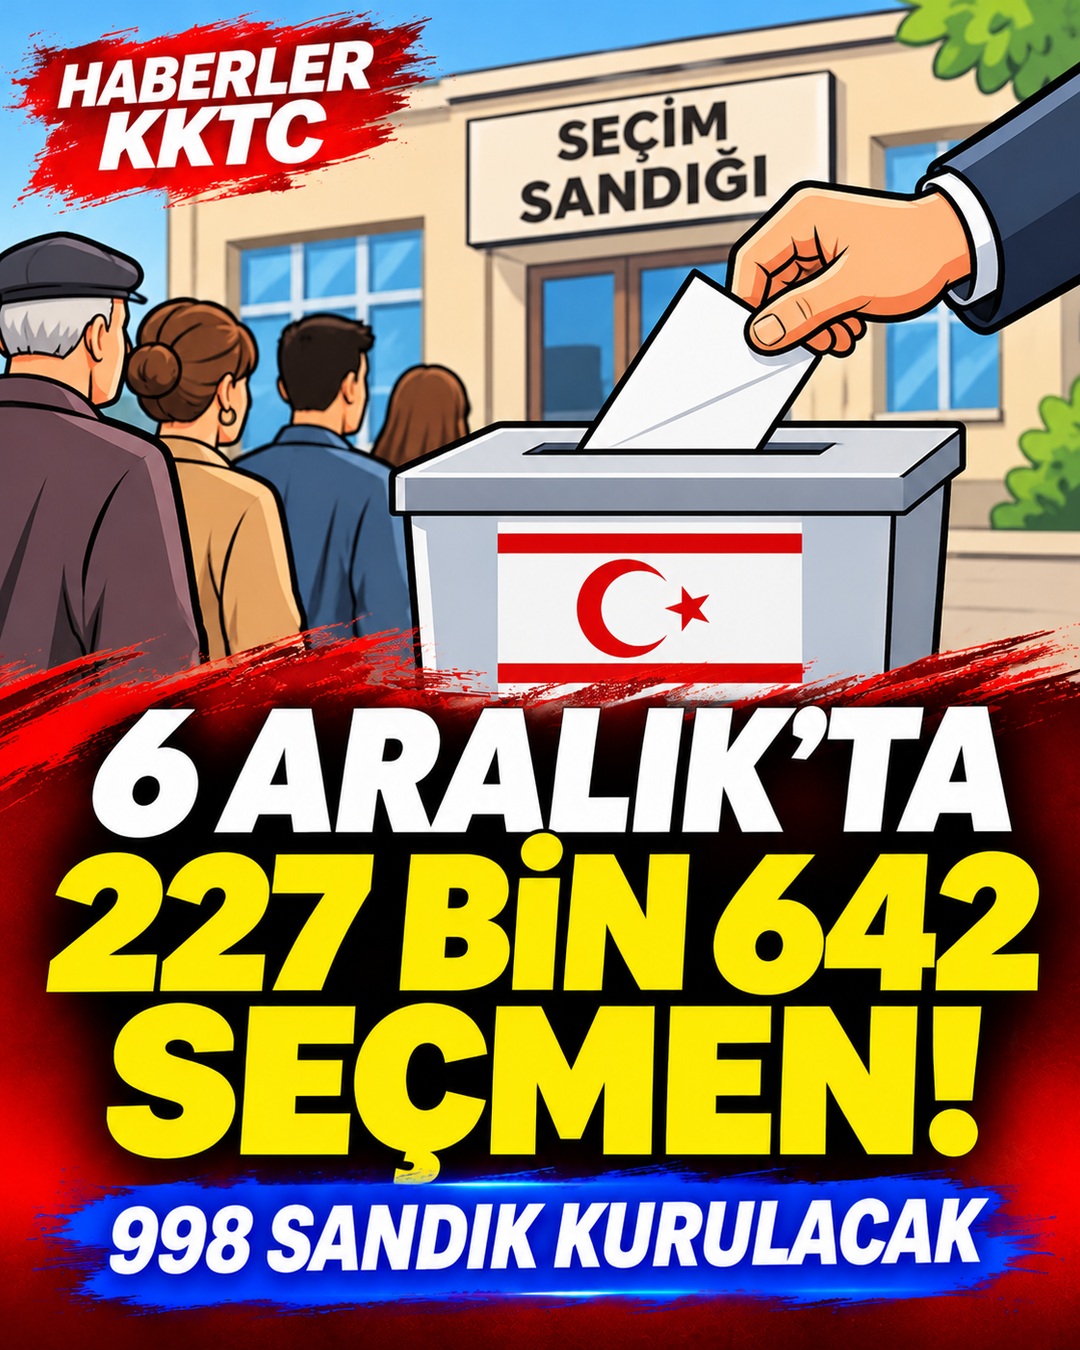 HABERLER
KKTC
SEÇİM
SANDIĞI
6 ARALIK'TA
227 BİN 642
SEÇMEN!
998 SANDIK KURULACAK